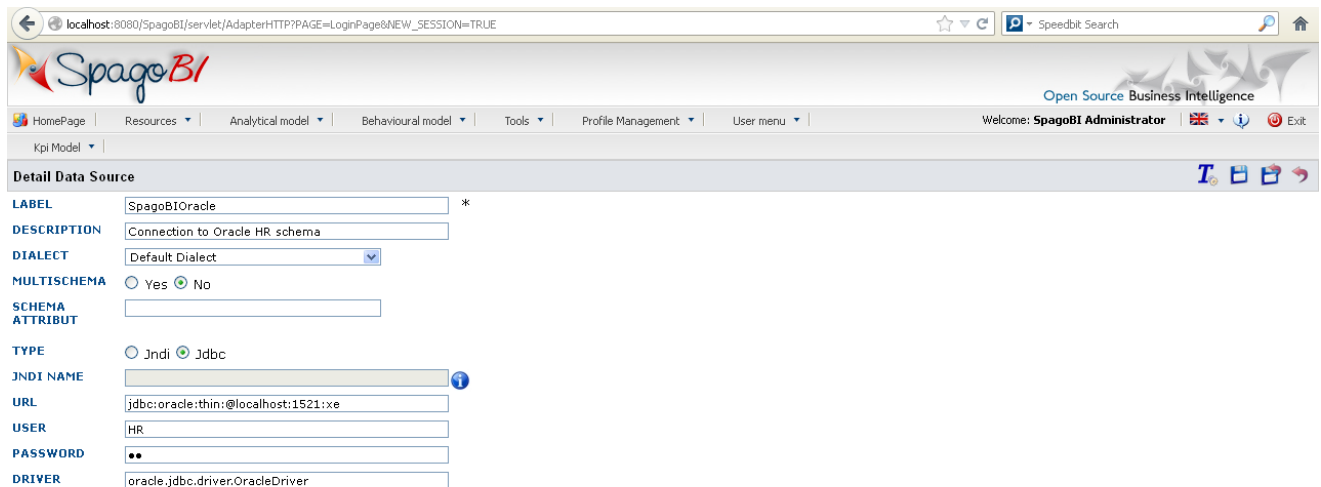 localhost:8080/SpagoBI/servlet/AdapterHTTP?PAGE=LoginPage&NEW_SESSION=TRUE
Speedbit Search
SpagoBI
Open Source Business Intelligence
HomePage Resources Analytical model Behavioural model Tools Profile Management User menu Welcome: SpagoBI Administrator Exit
Kpi Model
Detail Data Source
LABEL SpagoBIOracle *
DESCRIPTION Connection to Oracle HR schema
DIALECT Default Dialect
MULTISCHEMA Yes No
SCHEMA
ATTRIBUT
TYPE Jndi Jdbc
JNDI NAME
URL jdbc:oracle:thin:@localhost:1521:xe
USER HR
PASSWORD ••
DRIVER oracle.jdbc.driver.OracleDriver